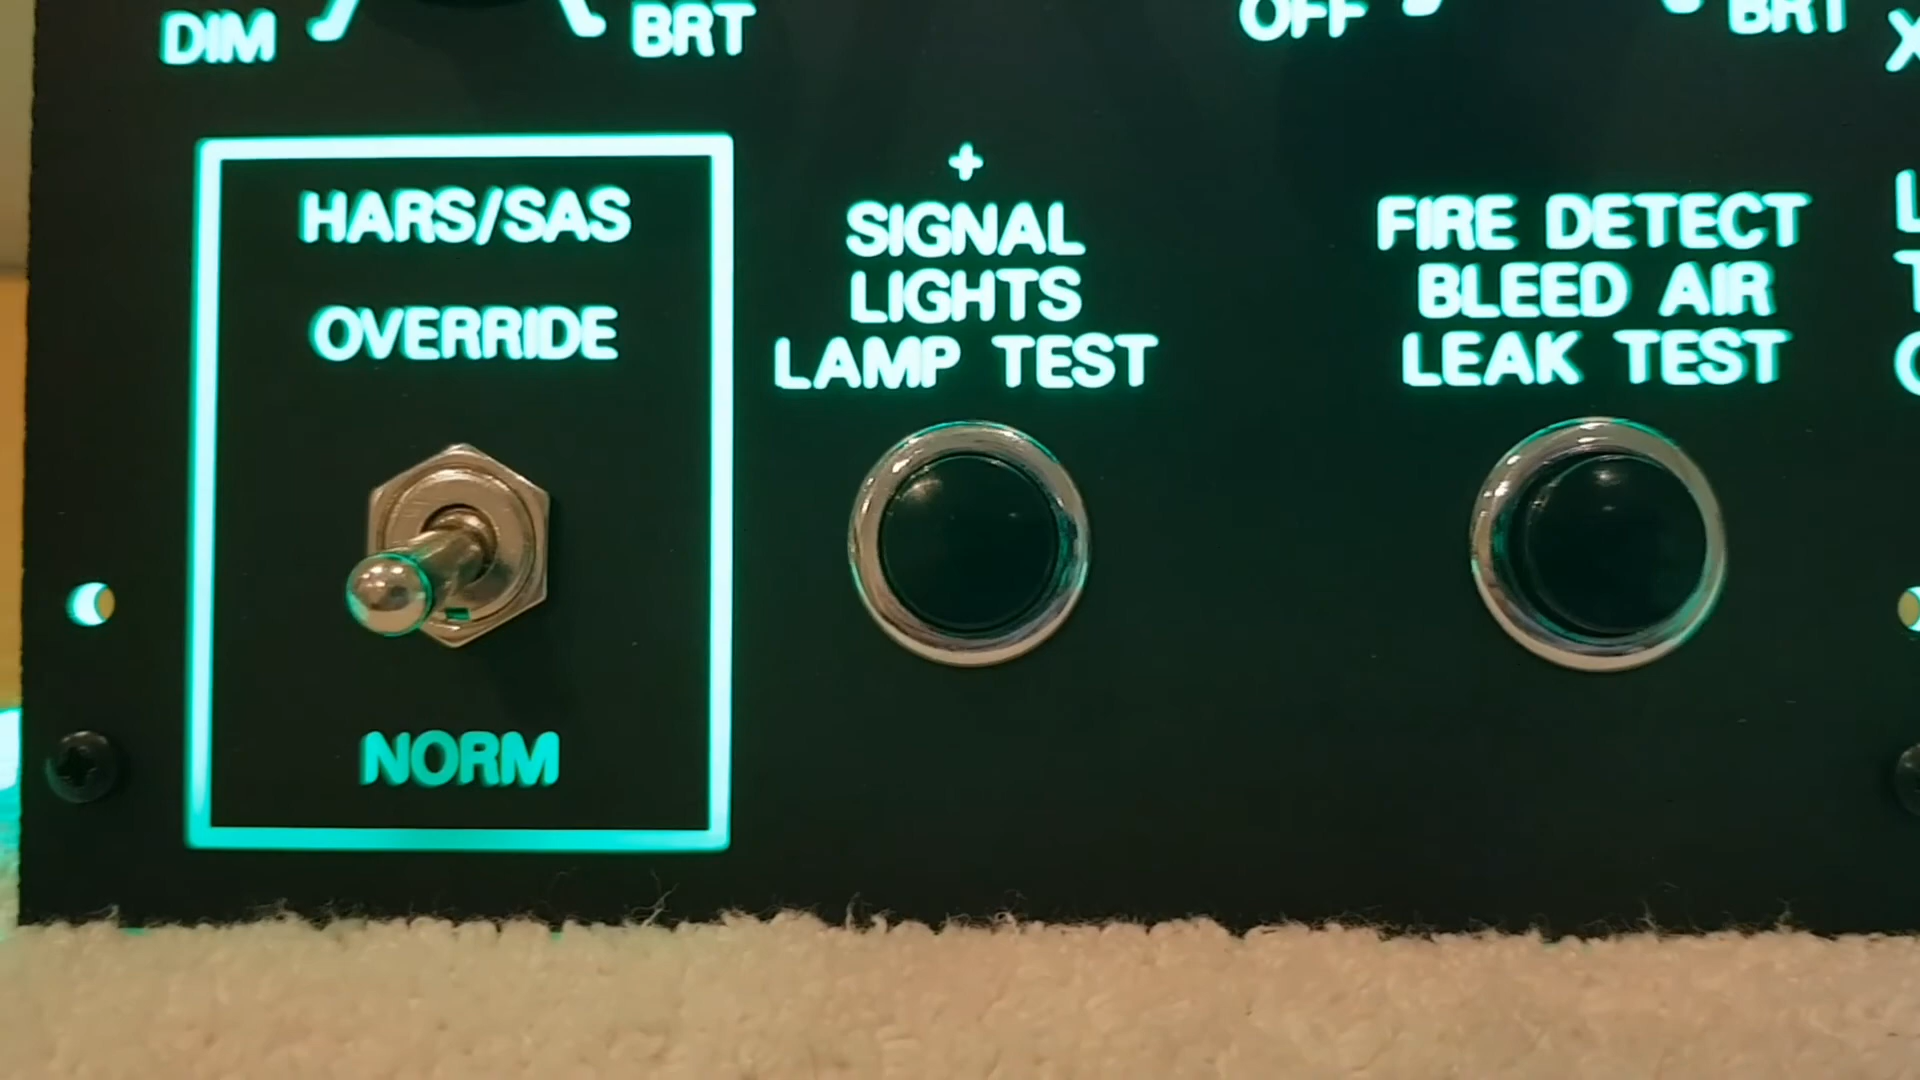 DIM BRT OFF BRT
HARS/SAS
OVERRIDE
NORM
+
SIGNAL
LIGHTS
LAMP TEST
FIRE DETECT
BLEED AIR
LEAK TEST